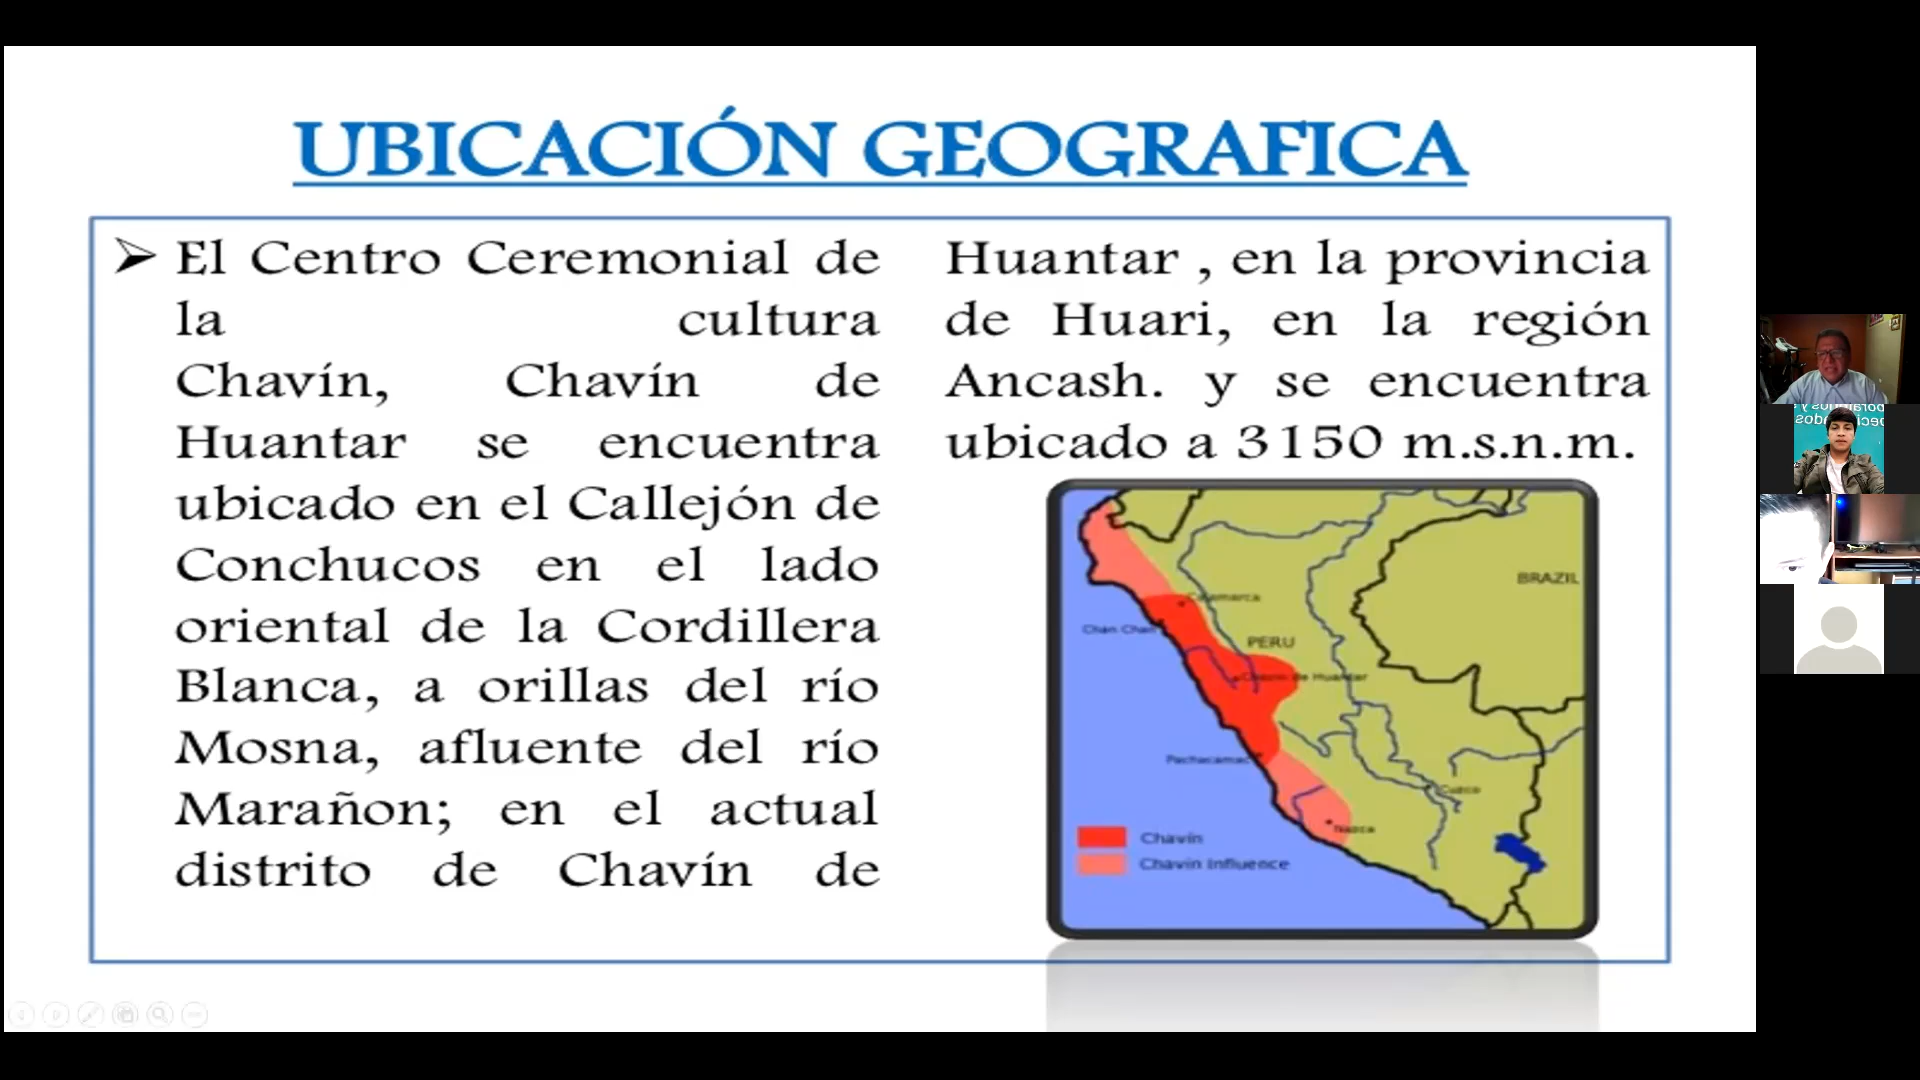 UBICACIÓN GEOGRAFICA
➢ El Centro Ceremonial de
la cultura
Chavín, Chavín de
Huantar se encuentra
ubicado en el Callejón de
Conchucos en el lado
oriental de la Cordillera
Blanca, a orillas del río
Mosna, afluente del río
Marañon; en el actual
distrito de Chavín de
Huantar , en la provincia
de Huari, en la región
Ancash. y se encuentra
ubicado a 3150 m.s.n.m.
BRAZIL
Cajamarca
Chan Chan
PERU
Chavin de Huantar
Pachacamac
Cuzco
Nazca
Chavín
Chavín Influence